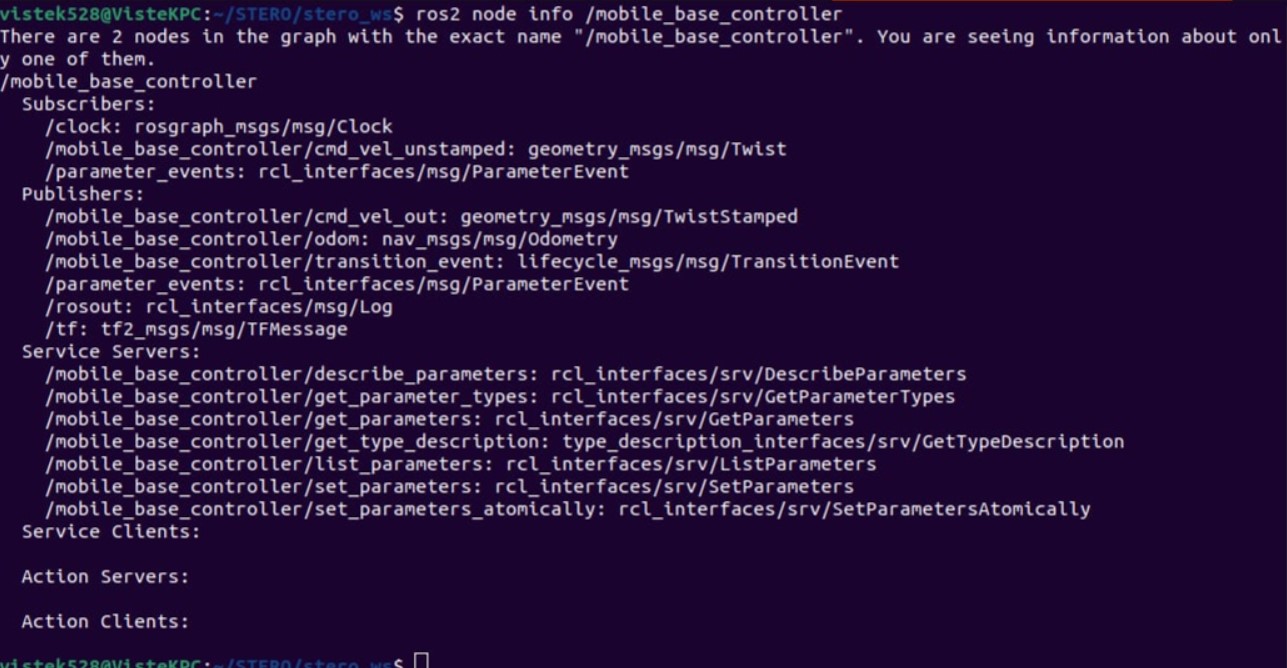 vistek528@VisteKPC:~/STERO/stero_ws$ ros2 node info /mobile_base_controller
There are 2 nodes in the graph with the exact name "/mobile_base_controller". You are seeing information about onl
y one of them.
/mobile_base_controller
  Subscribers:
    /clock: rosgraph_msgs/msg/Clock
    /mobile_base_controller/cmd_vel_unstamped: geometry_msgs/msg/Twist
    /parameter_events: rcl_interfaces/msg/ParameterEvent
  Publishers:
    /mobile_base_controller/cmd_vel_out: geometry_msgs/msg/TwistStamped
    /mobile_base_controller/odom: nav_msgs/msg/Odometry
    /mobile_base_controller/transition_event: lifecycle_msgs/msg/TransitionEvent
    /parameter_events: rcl_interfaces/msg/ParameterEvent
    /rosout: rcl_interfaces/msg/Log
    /tf: tf2_msgs/msg/TFMessage
  Service Servers:
    /mobile_base_controller/describe_parameters: rcl_interfaces/srv/DescribeParameters
    /mobile_base_controller/get_parameter_types: rcl_interfaces/srv/GetParameterTypes
    /mobile_base_controller/get_parameters: rcl_interfaces/srv/GetParameters
    /mobile_base_controller/get_type_description: type_description_interfaces/srv/GetTypeDescription
    /mobile_base_controller/list_parameters: rcl_interfaces/srv/ListParameters
    /mobile_base_controller/set_parameters: rcl_interfaces/srv/SetParameters
    /mobile_base_controller/set_parameters_atomically: rcl_interfaces/srv/SetParametersAtomically
  Service Clients:
  Action Servers:
  Action Clients:
vistek528@VisteKPC:~/STERO/stero_ws$